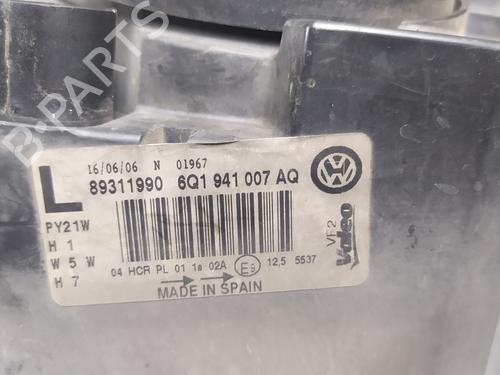 B-PARTS
16/06/06 N 01967
L
89311990 6Q1 941 007 AQ
PY21W
H 1
W 5 W
H 7
04 HCR PL 01 1a 02A E9 12,5 5537
MADE IN SPAIN
VF2
Valeo